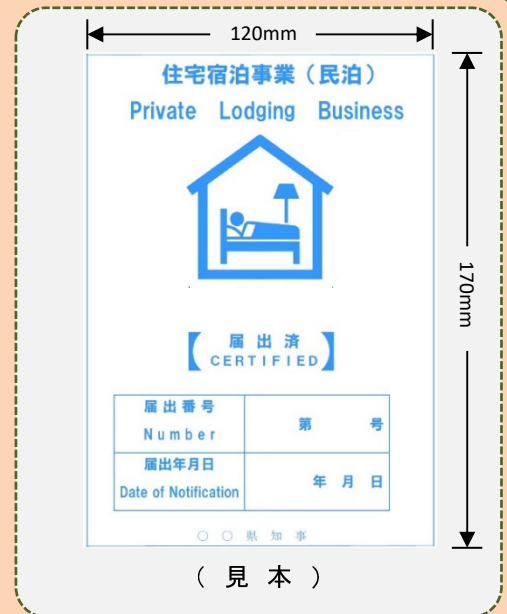 120mm
住宅宿泊事業（民泊）
Private Lodging Business
170mm
【届出済
CERTIFIED】
届出番号
Number
第 号
届出年月日
Date of Notification
年 月 日
○ ○ 県 知 事
（ 見 本 ）